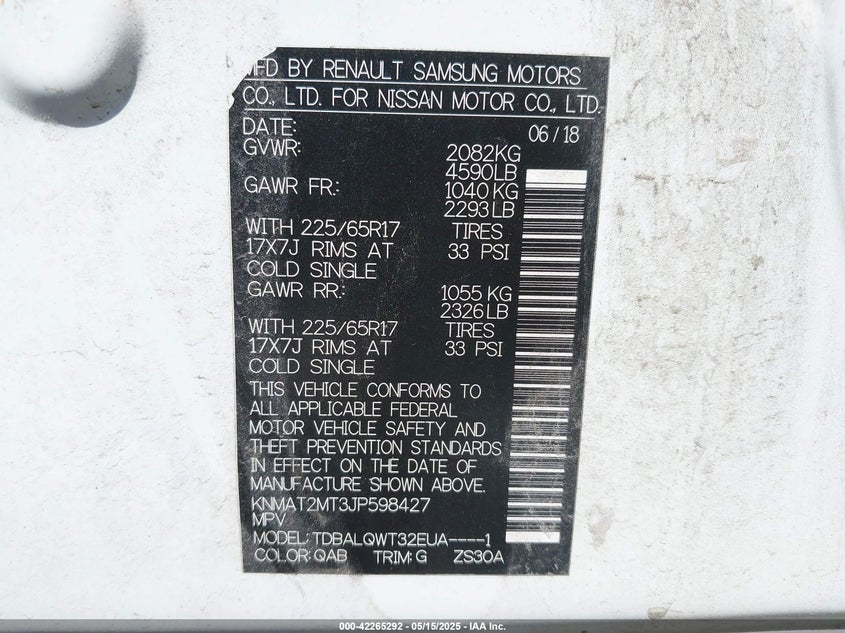 MFD BY RENAULT SAMSUNG MOTORS
CO., LTD. FOR NISSAN MOTOR CO., LTD.
DATE: 06/18
GVWR: 2082KG
4590LB
GAWR FR.: 1040KG
2293LB
WITH 225/65R17 TIRES
17X7J RIMS AT 33 PSI
COLD SINGLE
GAWR RR.: 1055KG
2326LB
WITH 225/65R17 TIRES
17X7J RIMS AT 33 PSI
COLD SINGLE
THIS VEHICLE CONFORMS TO
ALL APPLICABLE FEDERAL
MOTOR VEHICLE SAFETY AND
THEFT PREVENTION STANDARDS
IN EFFECT ON THE DATE OF
MANUFACTURE SHOWN ABOVE.
KNMAT2MT3JP598427
MPV
MODEL: TDBALQWT32EUA----1
COLOR: QAB TRIM: G ZS30A
000-42265292 - 05/15/2025 - IAA Inc.